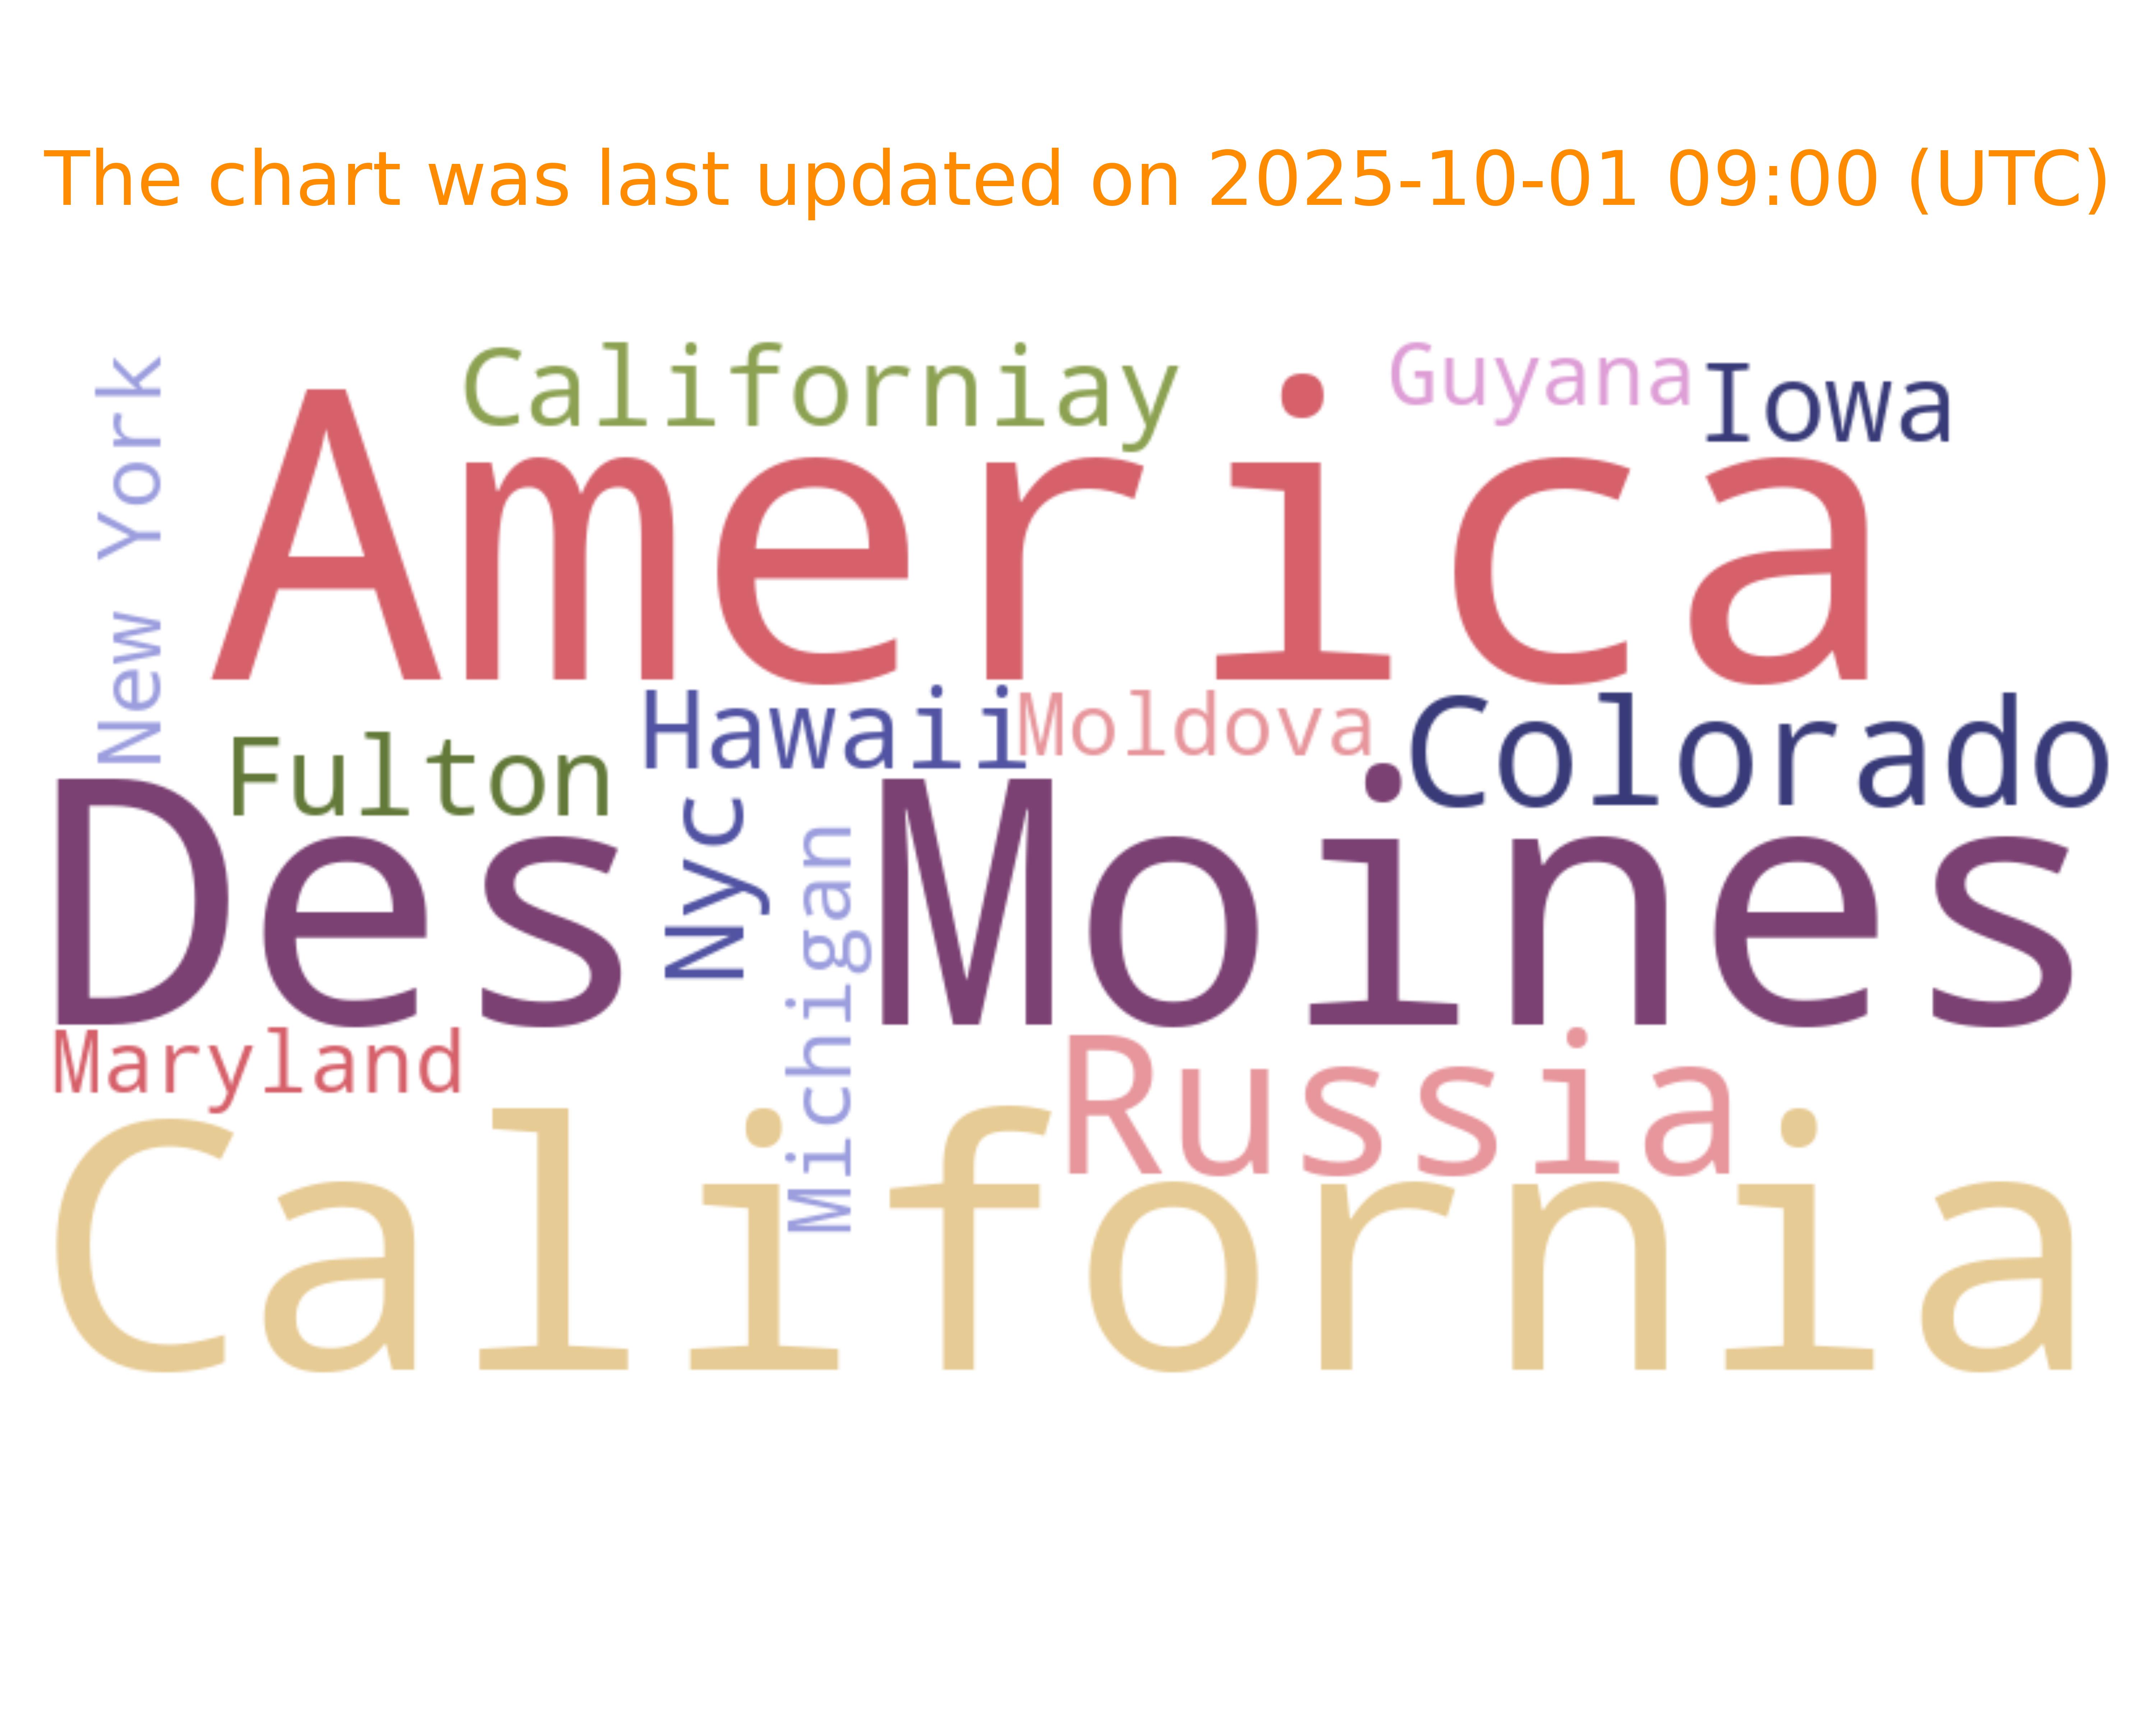 The chart was last updated on 2025-10-01 09:00 (UTC)
New York
Californiay
Guyana
Iowa
America
Hawaii
Moldova
Colorado
Fulton
Des Moines
Nyc
Michigan
Maryland
Russia
California